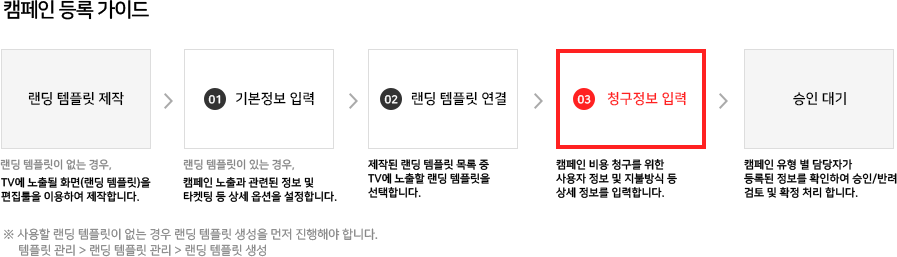 캠페인 등록 가이드
랜딩 템플릿 제작
01 기본정보 입력
02 랜딩 템플릿 연결
03 청구정보 입력
승인 대기
랜딩 템플릿이 없는 경우,
TV에 노출될 화면(랜딩 템플릿)을
편집툴을 이용하여 제작합니다.
랜딩 템플릿이 있는 경우,
캠페인 노출과 관련된 정보 및
타켓팅 등 상세 옵션을 설정합니다.
제작된 랜딩 템플릿 목록 중
TV에 노출할 랜딩 템플릿을
선택합니다.
캠페인 비용 청구를 위한
사용자 정보 및 지불방식 등
상세 정보를 입력합니다.
캠페인 유형 별 담당자가
등록된 정보를 확인하여 승인/반려
검토 및 확정 처리 합니다.
※ 사용할 랜딩 템플릿이 없는 경우 랜딩 템플릿 생성을 먼저 진행해야 합니다.
템플릿 관리 > 랜딩 템플릿 관리 > 랜딩 템플릿 생성